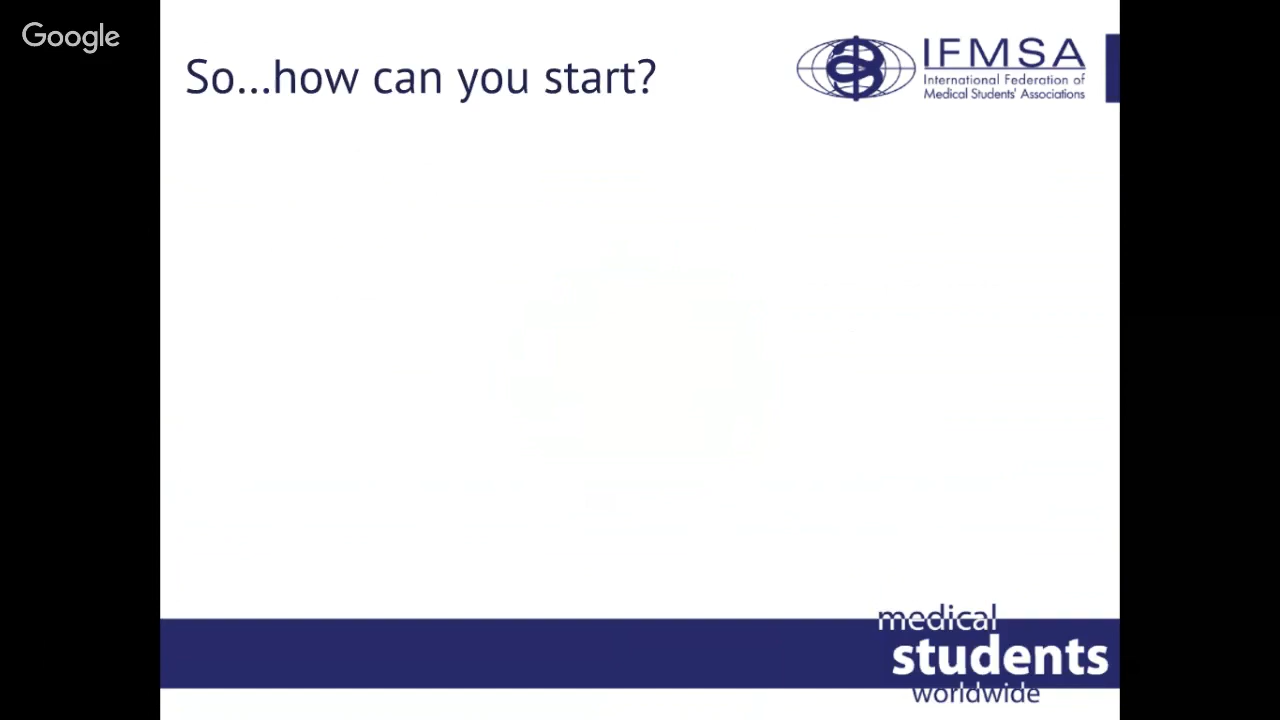 Google
So...how can you start?
IFMSA
International Federation of
Medical Students' Associations
medical
students
worldwide